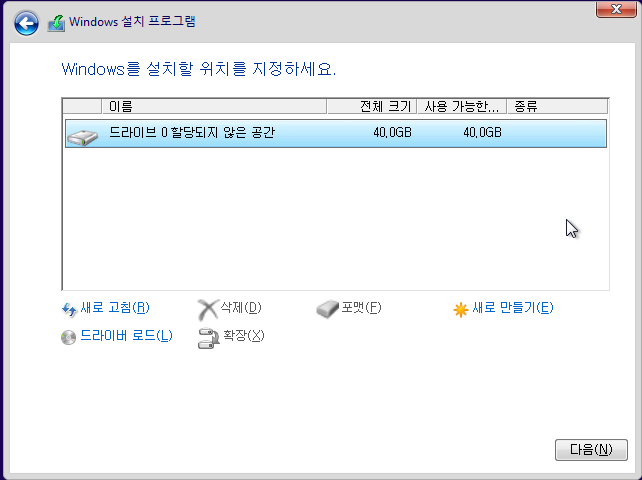 Windows 설치 프로그램
Windows를 설치할 위치를 지정하세요.
이름 전체 크기 사용 가능한... 종류
드라이브 0 할당되지 않은 공간 40.0GB 40.0GB
새로 고침(R) 삭제(D) 포맷(F) 새로 만들기(E)
드라이버 로드(L) 확장(X)
다음(N)